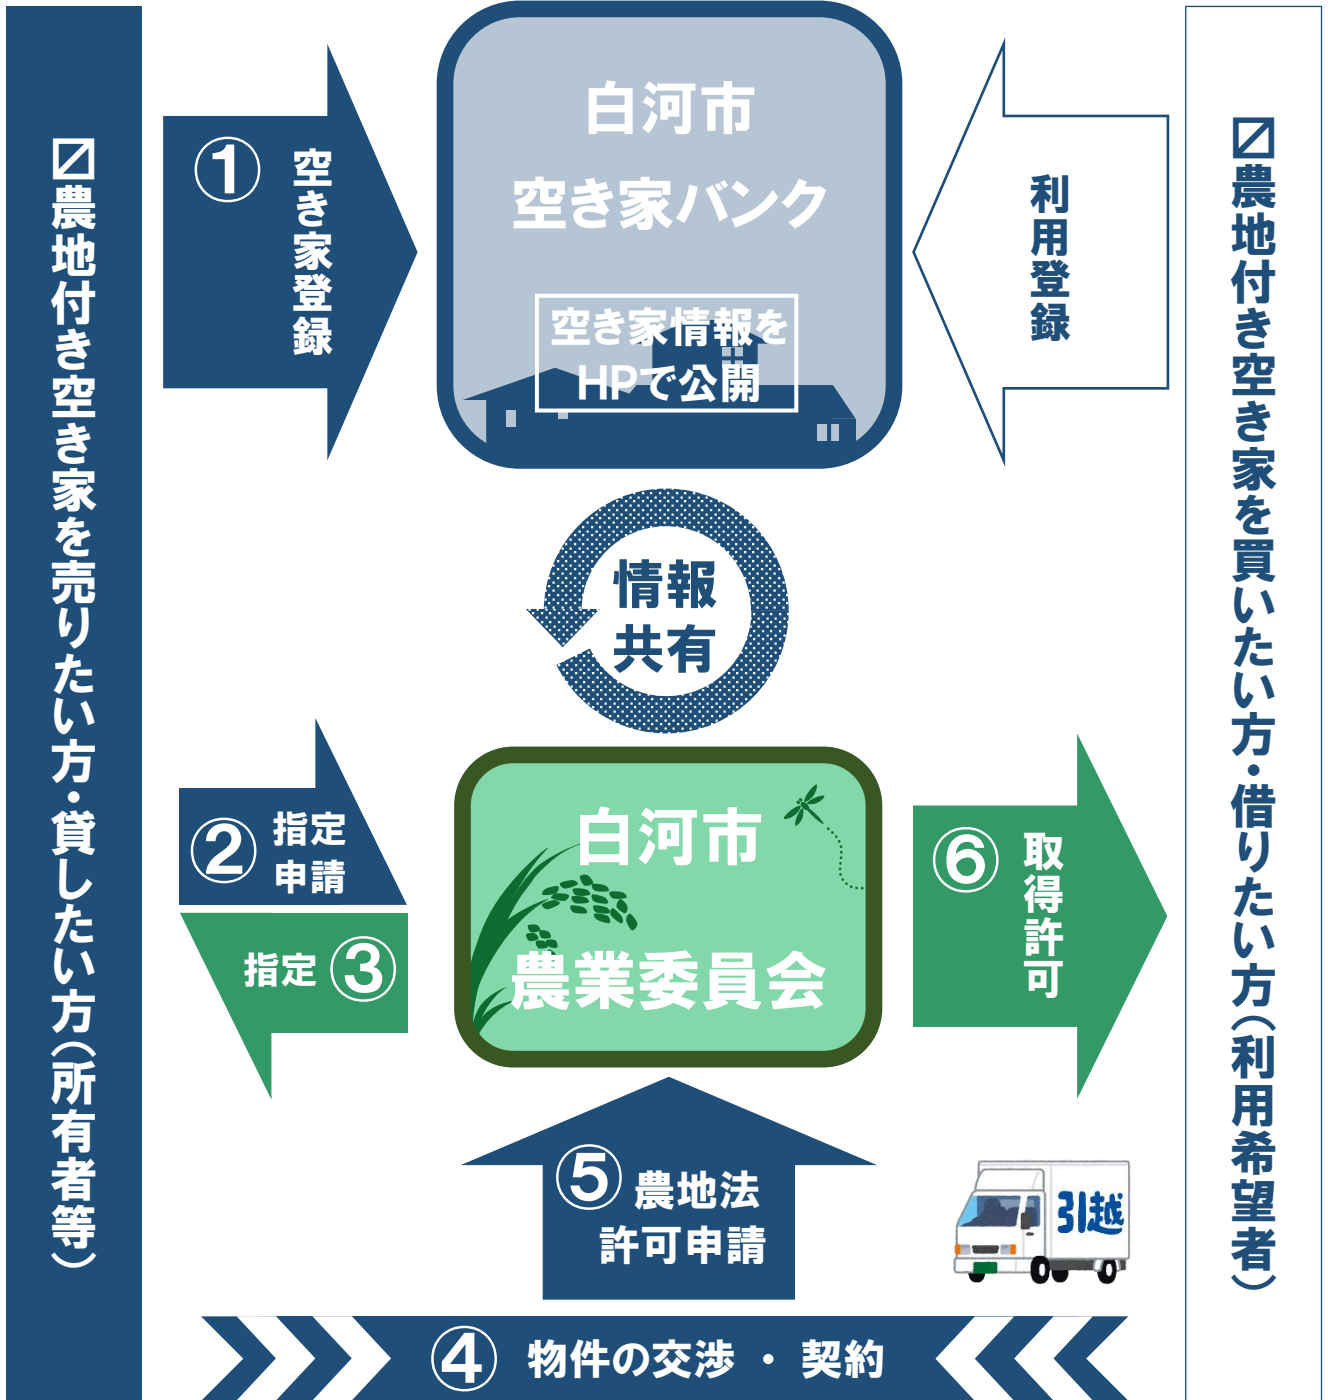 〼農地付き空き家を売りたい方・貸したい方（所有者等）
① 空き家登録
白河市
空き家バンク
空き家情報を
HPで公開
利用登録
〼農地付き空き家を買いたい方・借りたい方（利用希望者）
情報
共有
② 指定
申請
指定 ③
白河市
農業委員会
⑥ 取得許可
⑤ 農地法
許可申請
引越
④ 物件の交渉 ・ 契約